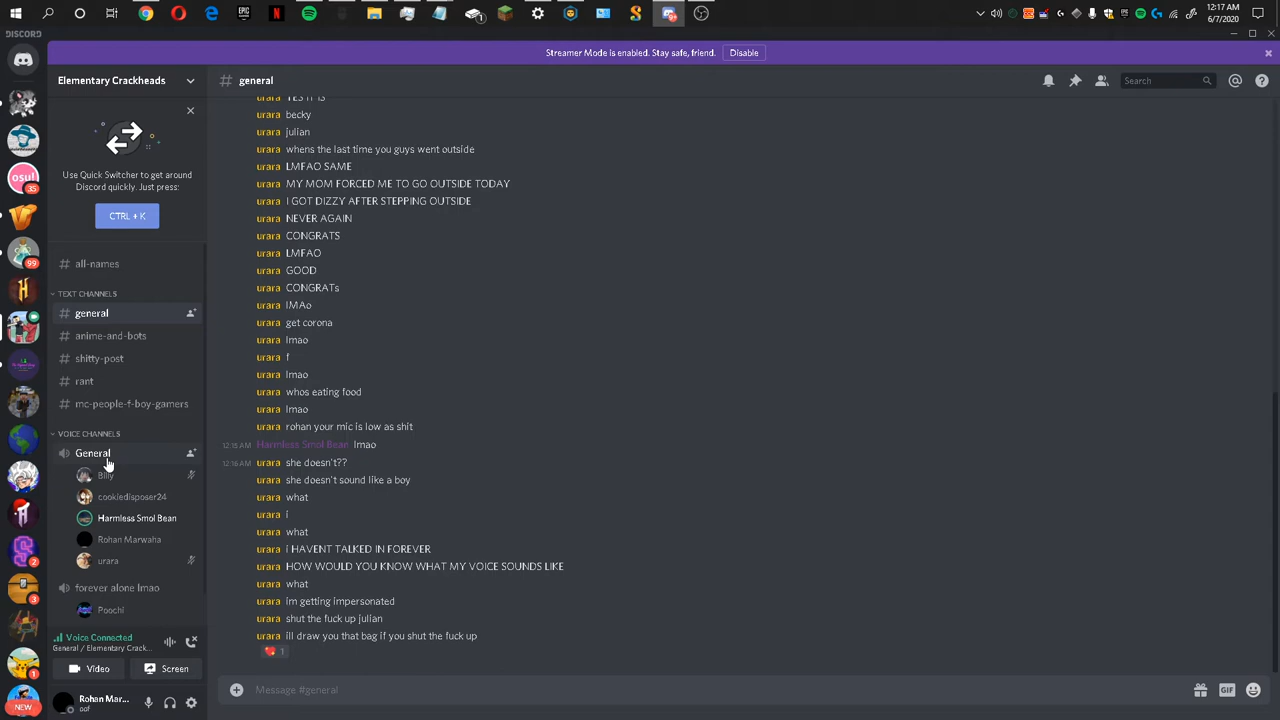 12:17 AM
6/7/2020
DISCORD
Streamer Mode is enabled. Stay safe, friend. Disable
Elementary Crackheads
# general
Search
Use Quick Switcher to get around
Discord quickly. Just press:
CTRL + K
# all-names
TEXT CHANNELS
# general
# anime-and-bots
# shitty-post
# rant
# mc-people-f-boy-gamers
VOICE CHANNELS
General
Billy
cookiedisposer24
Harmless Smol Bean
Rohan Marwaha
urara
forever alone lmao
Poochi
Voice Connected
General / Elementary Crack...
Video
Screen
Rohan Mar...
oof
osu!
35
99
2
3
1
NEW
urara YES IT IS
urara becky
urara julian
urara whens the last time you guys went outside
urara LMFAO SAME
urara MY MOM FORCED ME TO GO OUTSIDE TODAY
urara I GOT DIZZY AFTER STEPPING OUTSIDE
urara NEVER AGAIN
urara CONGRATS
urara LMFAO
urara GOOD
urara CONGRATs
urara lMAo
urara get corona
urara lmao
urara f
urara lmao
urara whos eating food
urara lmao
urara rohan your mic is low as shit
12:15 AM Harmless Smol Bean lmao
12:16 AM urara she doesn't??
urara she doesn't sound like a boy
urara what
urara i
urara what
urara i HAVENT TALKED IN FOREVER
urara HOW WOULD YOU KNOW WHAT MY VOICE SOUNDS LIKE
urara what
urara im getting impersonated
urara shut the fuck up julian
urara ill draw you that bag if you shut the fuck up
1
Message #general
GIF